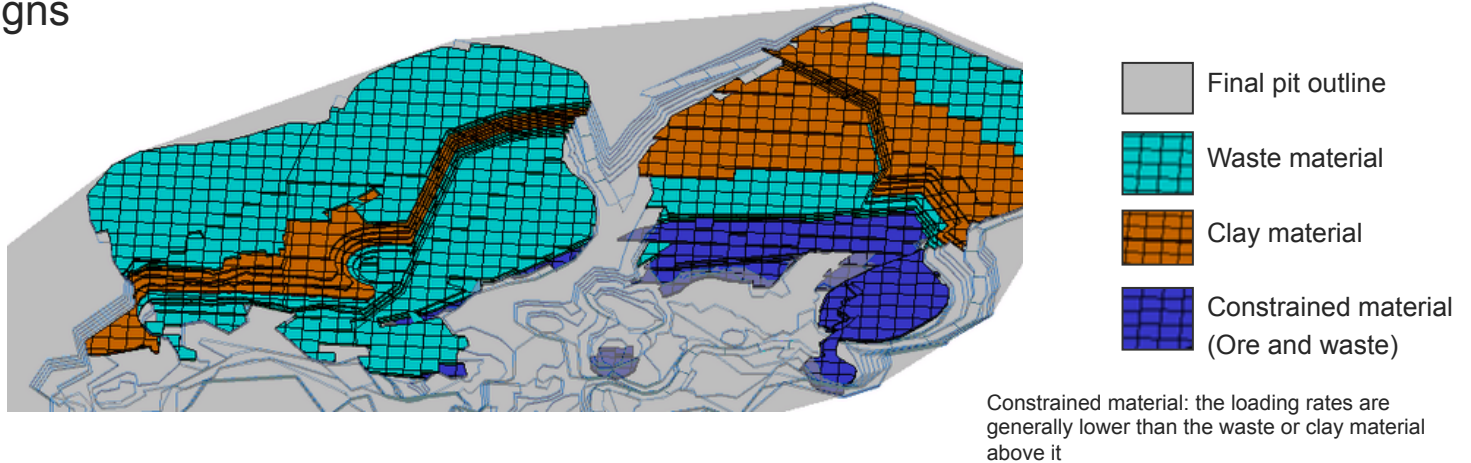 gns
Final pit outline
Waste material
Clay material
Constrained material
(Ore and waste)
Constrained material: the loading rates are
generally lower than the waste or clay material
above it